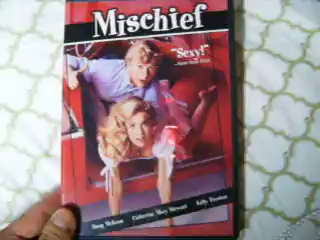 Mischief
"Sexy!"
Doug McKeon Catherine Mary Stewart Kelly Preston